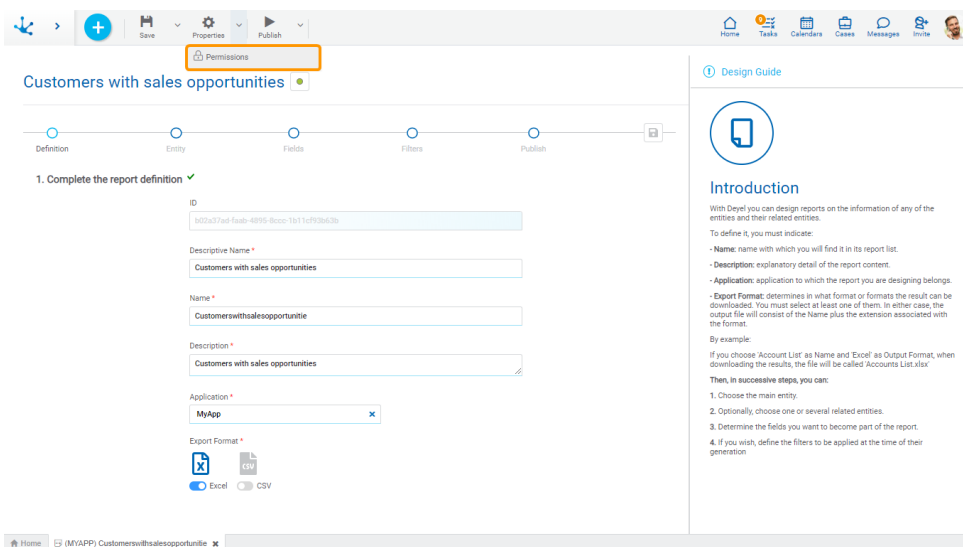 Save
Properties
Publish
Home
9
Tasks
Calendars
Cases
Messages
Invite
Permissions
Customers with sales opportunities
Definition
Entity
Fields
Filters
Publish
1. Complete the report definition
ID
Descriptive Name *
Customers with sales opportunities
Name *
Customerswithsalesopportunitie
Description *
Customers with sales opportunities
Application *
MyApp
Export Format *
X
CSV
Excel
CSV
Design Guide
Introduction
With Deyel you can design reports on the information of any of the
entities and their related entities.
To define it, you must indicate:
- Name: name with which you will find it in its report list.
- Description: explanatory detail of the report content.
- Application: application to which the report you are designing belongs.
- Export Format: determines in what format or formats the result can be
downloaded. You must select at least one of them. In either case, the
output file will consist of the Name plus the extension associated with
the format.
By example:
If you choose 'Account List' as Name and 'Excel' as Output Format, when
downloading the results, the file will be called 'Accounts List.xlsx'
Then, in successive steps, you can:
1. Choose the main entity.
2. Optionally, choose one or several related entities.
3. Determine the fields you want to become part of the report.
4. If you wish, define the filters to be applied at the time of their
generation
Home
(MYAPP) Customerswithsalesopportunitie